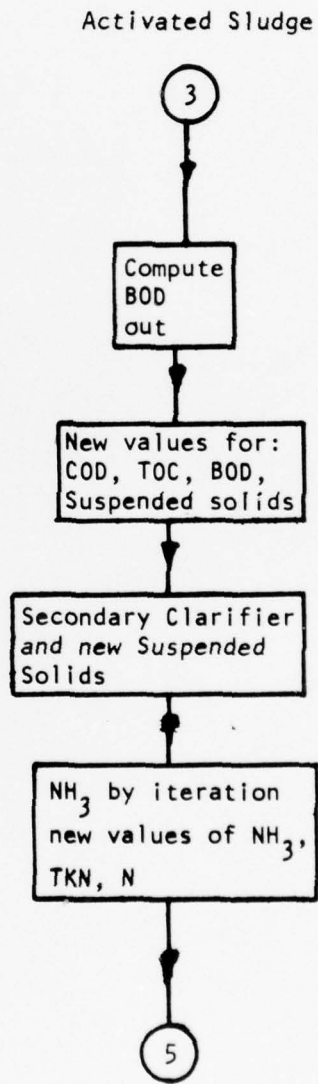 Activated Sludge
3
Compute
BOD
out
New values for:
COD, TOC, BOD,
Suspended solids
Secondary Clarifier
and new Suspended
Solids
NH₃ by iteration
new values of NH₃,
TKN, N
5